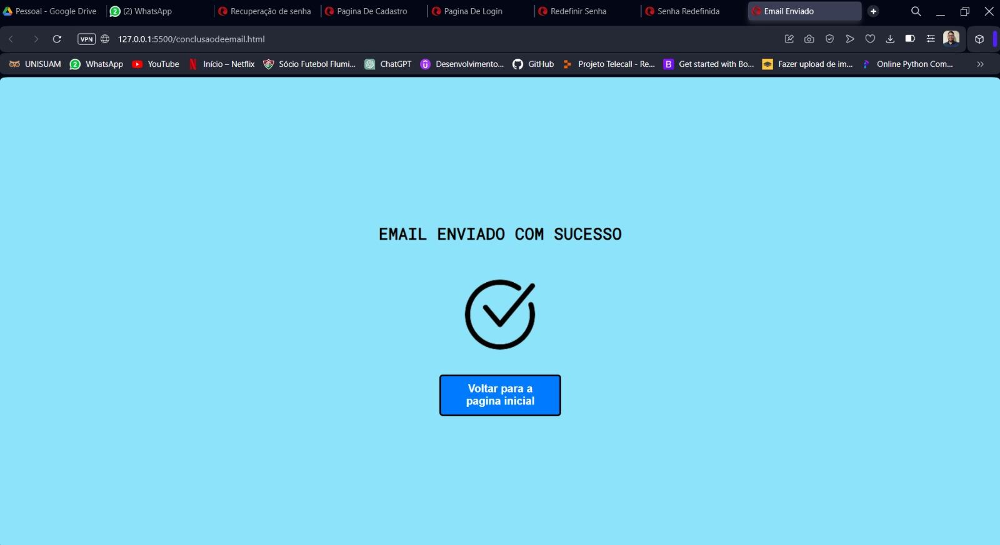 Pessoal - Google Drive
2 (2) WhatsApp
Recuperação de senha
Pagina De Cadastro
Pagina De Login
Redefinir Senha
Senha Redefinida
Email Enviado
VPN 127.0.0.1:5500/conclusaodeemail.html
UNISUAM
2 WhatsApp
YouTube
N Início – Netflix
Sócio Futebol Flumi...
ChatGPT
Desenvolvimento...
GitHub
Projeto Telecall - Re...
B Get started with Bo...
Fazer upload de im...
Online Python Com...
EMAIL ENVIADO COM SUCESSO
Voltar para a
pagina inicial